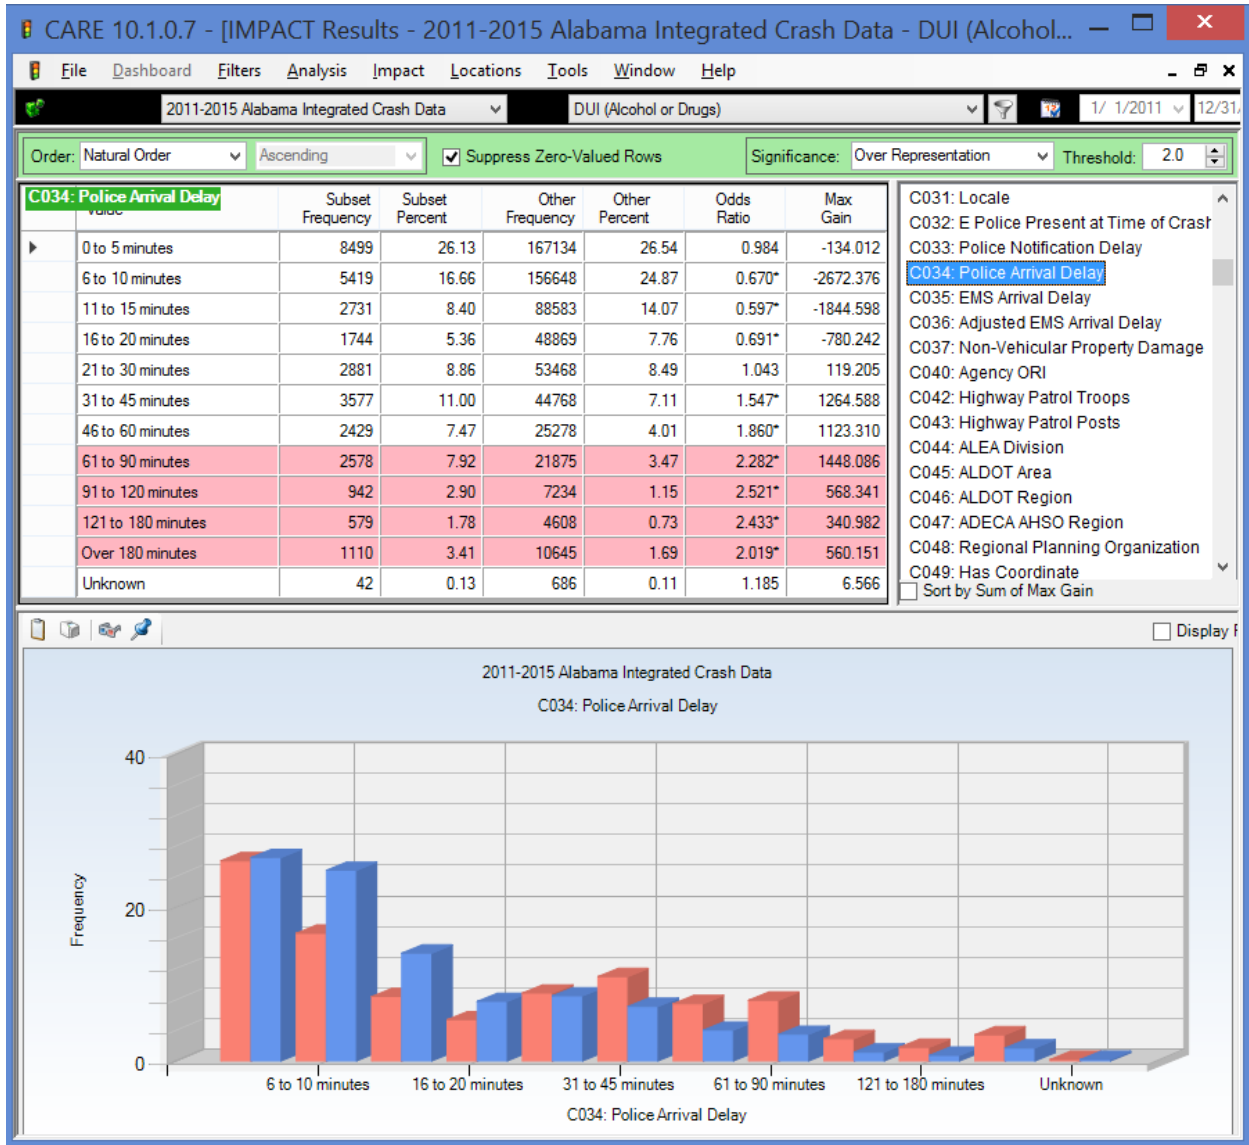 CARE 10.1.0.7 - [IMPACT Results - 2011-2015 Alabama Integrated Crash Data - DUI (Alcohol...
File Dashboard Filters Analysis Impact Locations Tools Window Help
2011-2015 Alabama Integrated Crash Data DUI (Alcohol or Drugs) 1/ 1/2011 12/31/
Order: Natural Order Ascending Suppress Zero-Valued Rows Significance: Over Representation Threshold: 2.0
C034: Police Arrival Delay
Value Subset Frequency Subset Percent Other Frequency Other Percent Odds Ratio Max Gain
0 to 5 minutes 8499 26.13 167134 26.54 0.984 -134.012
6 to 10 minutes 5419 16.66 156648 24.87 0.670* -2672.376
11 to 15 minutes 2731 8.40 88583 14.07 0.597* -1844.598
16 to 20 minutes 1744 5.36 48869 7.76 0.691* -780.242
21 to 30 minutes 2881 8.86 53468 8.49 1.043 119.205
31 to 45 minutes 3577 11.00 44768 7.11 1.547* 1264.588
46 to 60 minutes 2429 7.47 25278 4.01 1.860* 1123.310
61 to 90 minutes 2578 7.92 21875 3.47 2.282* 1448.086
91 to 120 minutes 942 2.90 7234 1.15 2.521* 568.341
121 to 180 minutes 579 1.78 4608 0.73 2.433* 340.982
Over 180 minutes 1110 3.41 10645 1.69 2.019* 560.151
Unknown 42 0.13 686 0.11 1.185 6.566
C031: Locale
C032: E Police Present at Time of Crash
C033: Police Notification Delay
C034: Police Arrival Delay
C035: EMS Arrival Delay
C036: Adjusted EMS Arrival Delay
C037: Non-Vehicular Property Damage
C040: Agency ORI
C042: Highway Patrol Troops
C043: Highway Patrol Posts
C044: ALEA Division
C045: ALDOT Area
C046: ALDOT Region
C047: ADECA AHSO Region
C048: Regional Planning Organization
C049: Has Coordinate
Sort by Sum of Max Gain
Display
2011-2015 Alabama Integrated Crash Data
C034: Police Arrival Delay
Frequency
40
20
0
6 to 10 minutes 16 to 20 minutes 31 to 45 minutes 61 to 90 minutes 121 to 180 minutes Unknown
C034: Police Arrival Delay